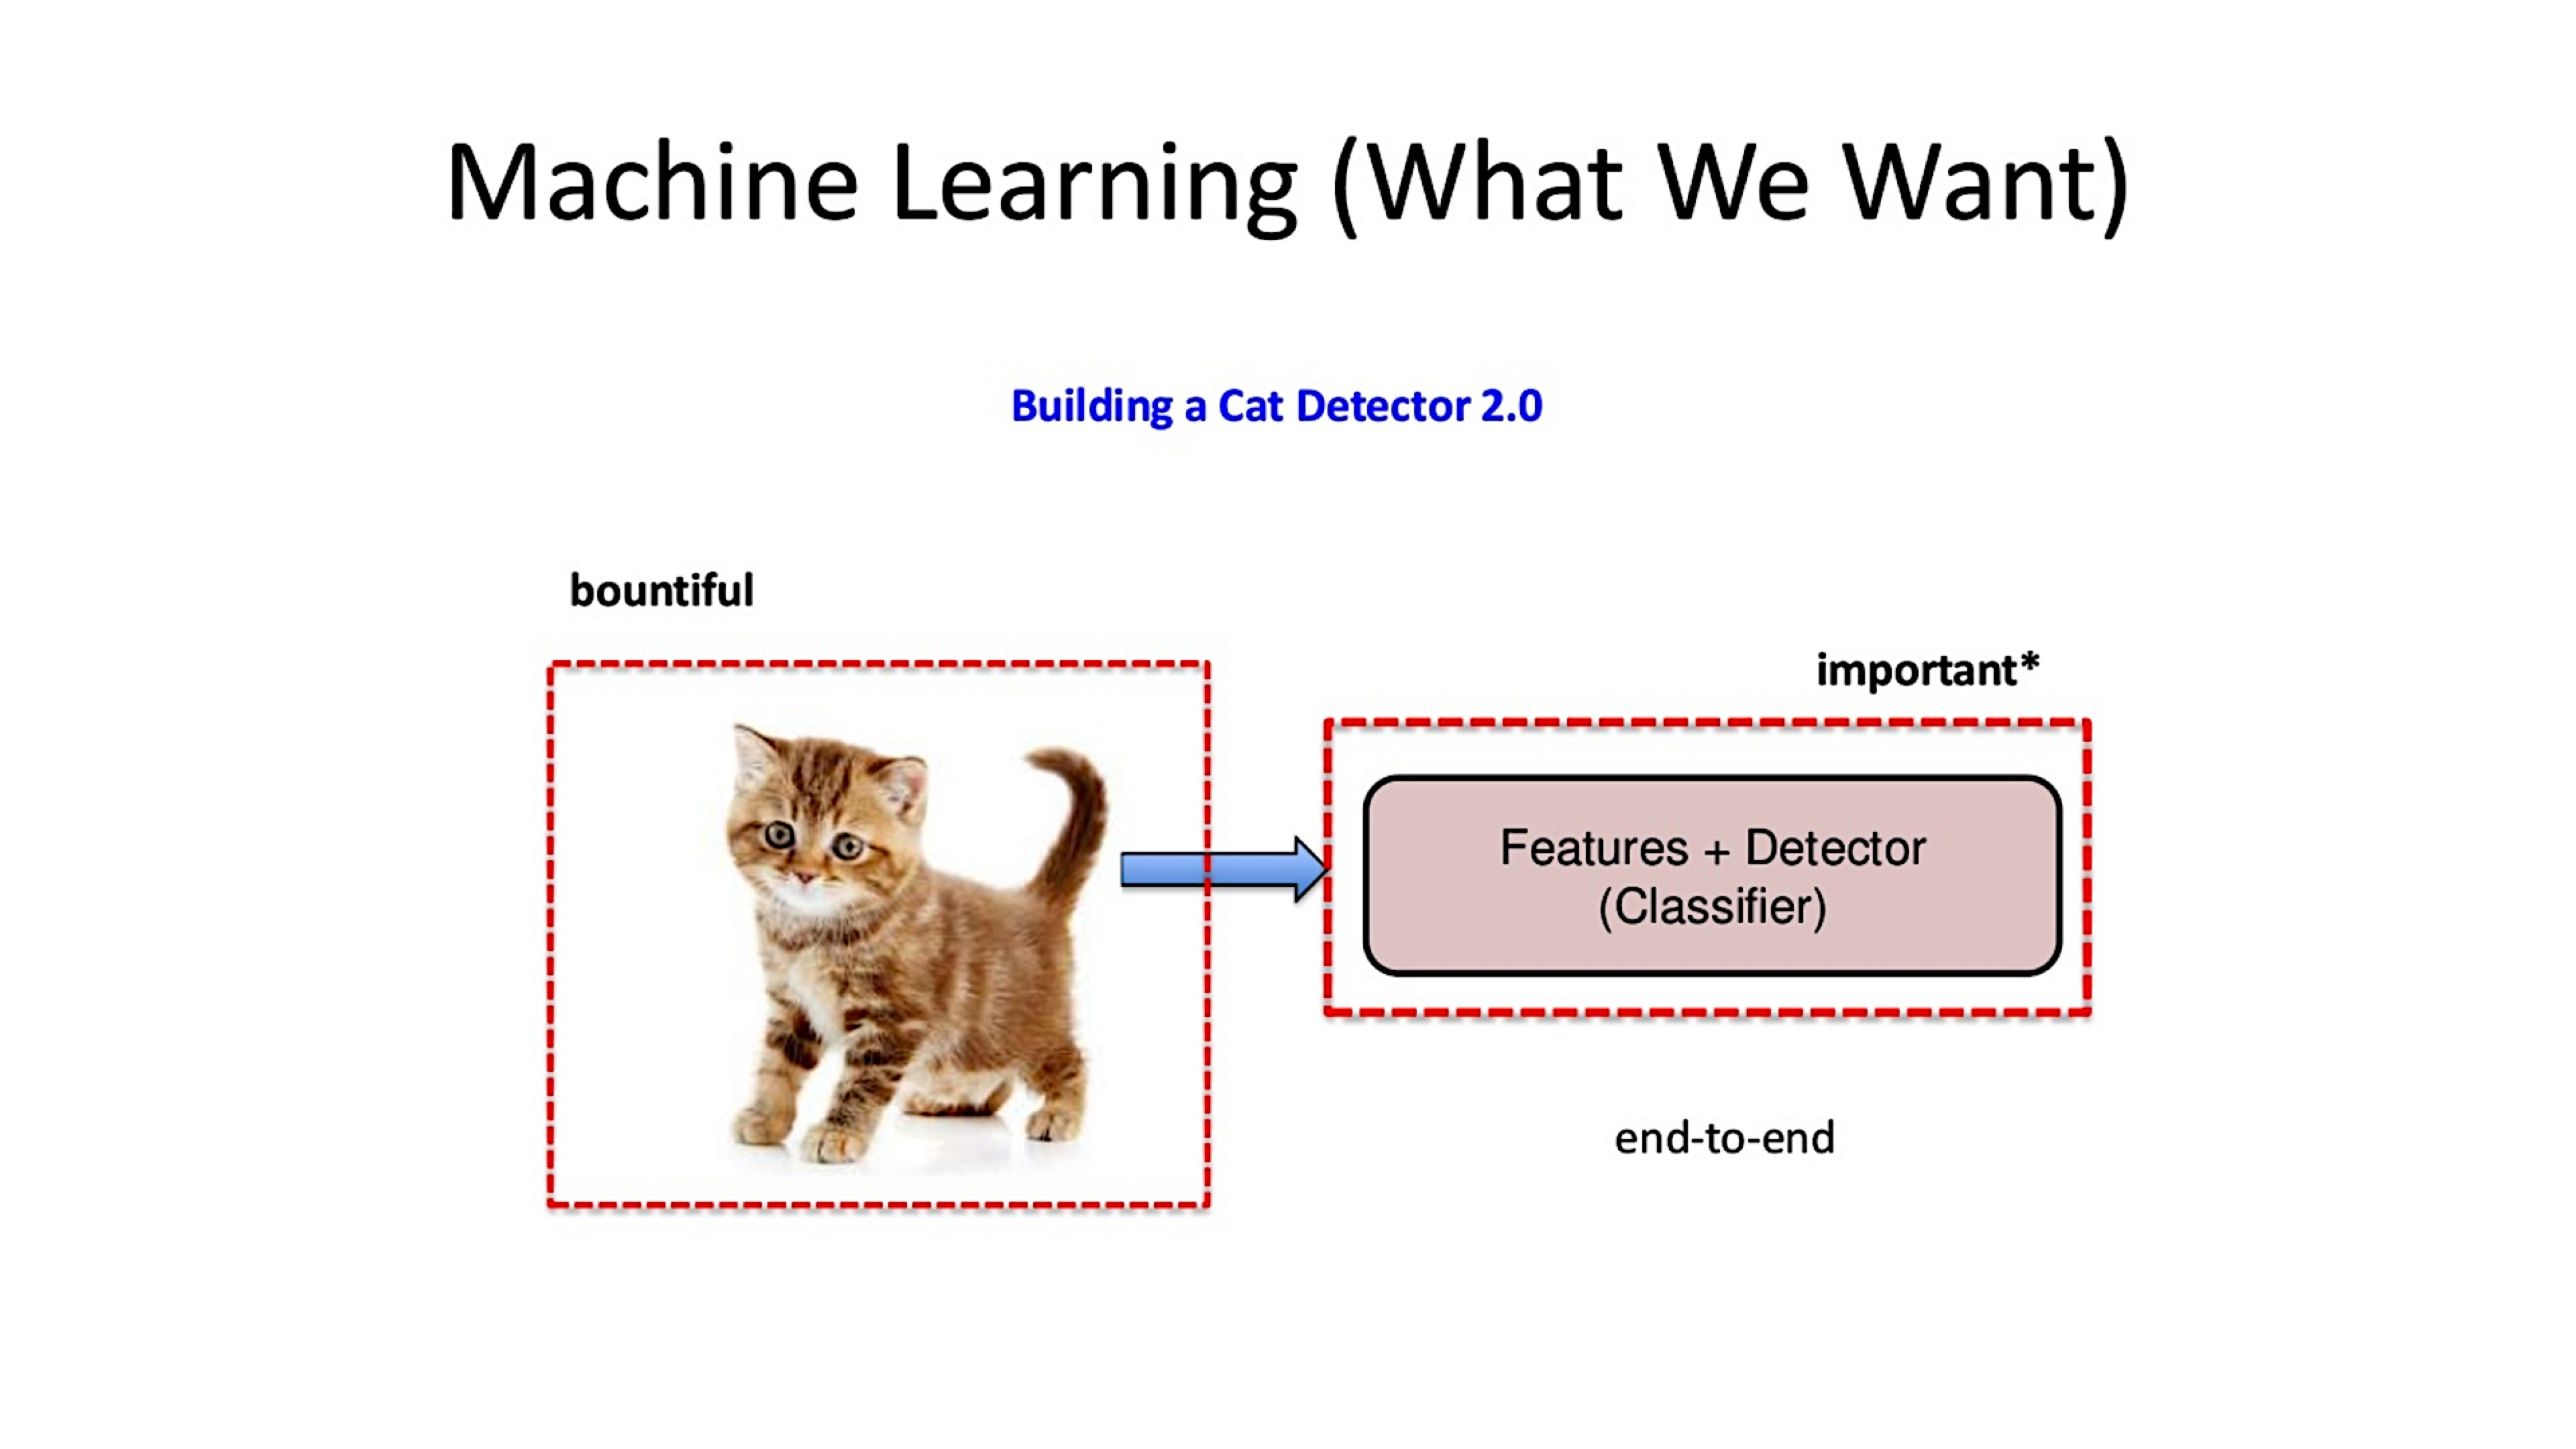 Machine Learning (What We Want)
Building a Cat Detector 2.0
bountiful
important*
Features + Detector
(Classifier)
end-to-end